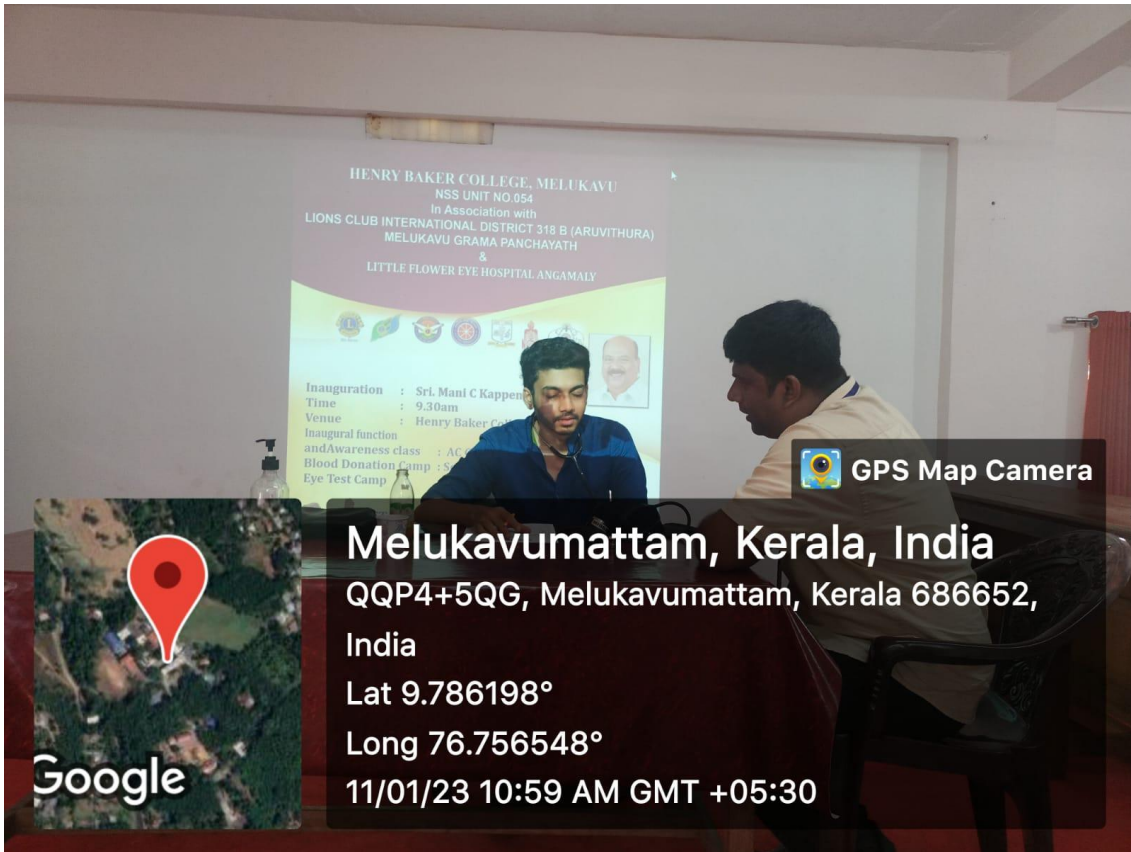 HENRY BAKER COLLEGE, MELUKAVU
NSS UNIT NO.054
In Association with
LIONS CLUB INTERNATIONAL DISTRICT 318 B (ARUVITHURA)
MELUKAVU GRAMA PANCHAYATH
&
LITTLE FLOWER EYE HOSPITAL ANGAMALY
Inauguration : Sri. Mani C Kappen
Time : 9.30am
Venue : Henry Baker
Inaugural function
andAwareness class : AC
Blood Donation Camp :
Eye Test Camp
GPS Map Camera
Melukavumattam, Kerala, India
QQP4+5QG, Melukavumattam, Kerala 686652,
India
Lat 9.786198°
Long 76.756548°
11/01/23 10:59 AM GMT +05:30
Google